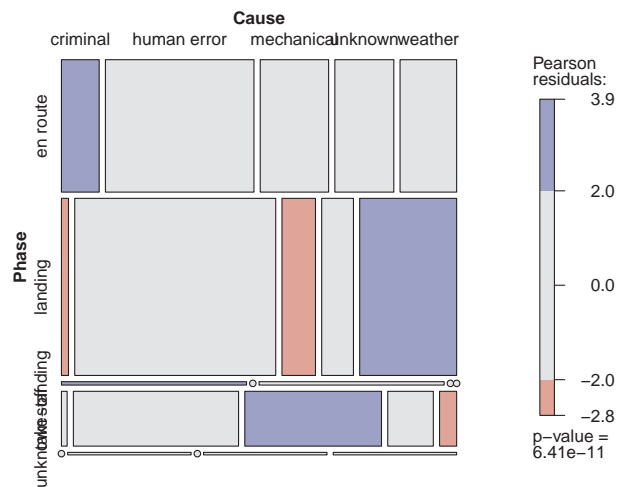 Cause
criminal human error mechanical unknown weather
Phase
en route
landing
unknown
Pearson
residuals:
3.9
2.0
0.0
−2.0
−2.8
p−value =
6.41e−11